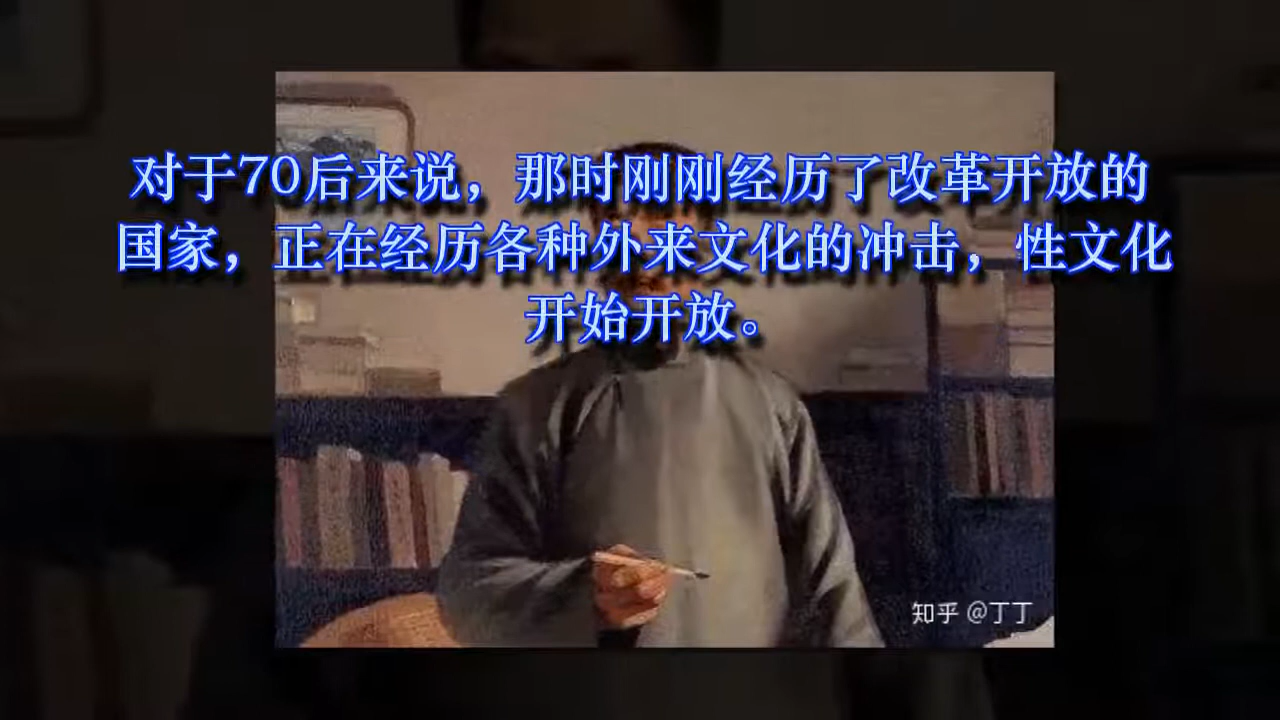 对于70后来说，那时刚刚经历了改革开放的
国家，正在经历各种外来文化的冲击，性文化
开始开放。
知乎 @丁丁